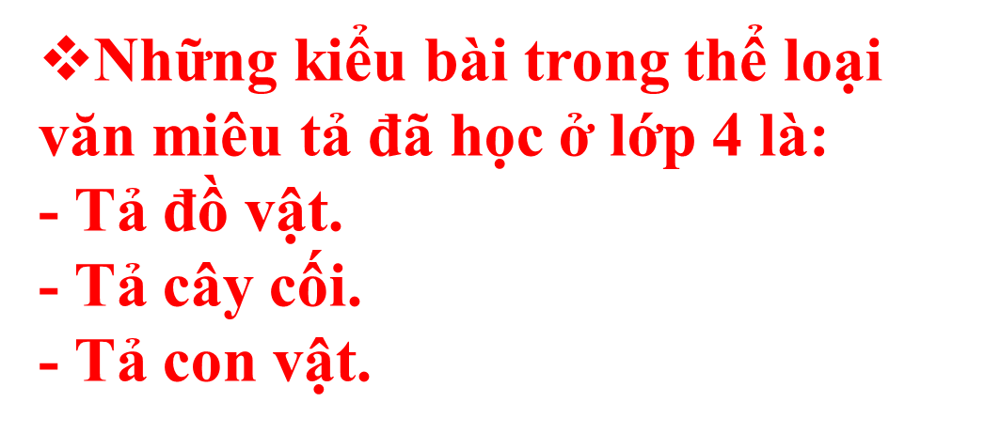 ❖Những kiểu bài trong thể loại
văn miêu tả đã học ở lớp 4 là:
- Tả đồ vật.
- Tả cây cối.
- Tả con vật.